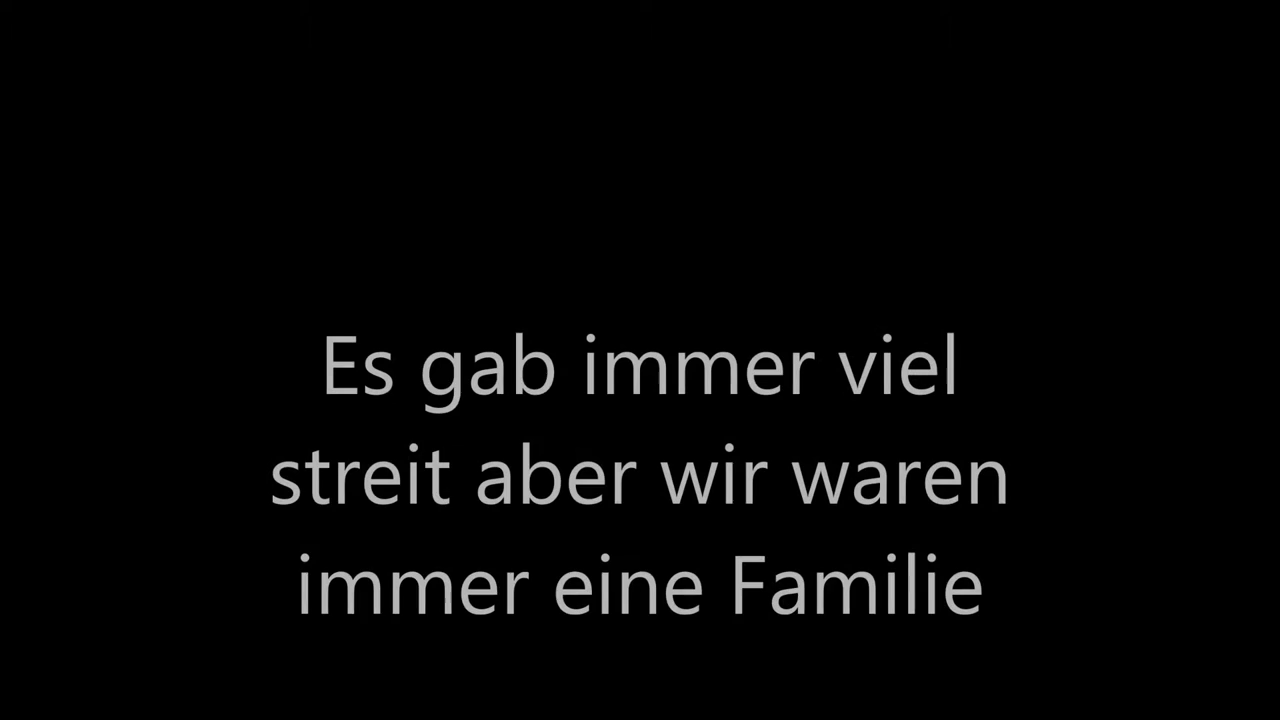 Es gab immer viel
streit aber wir waren
immer eine Familie